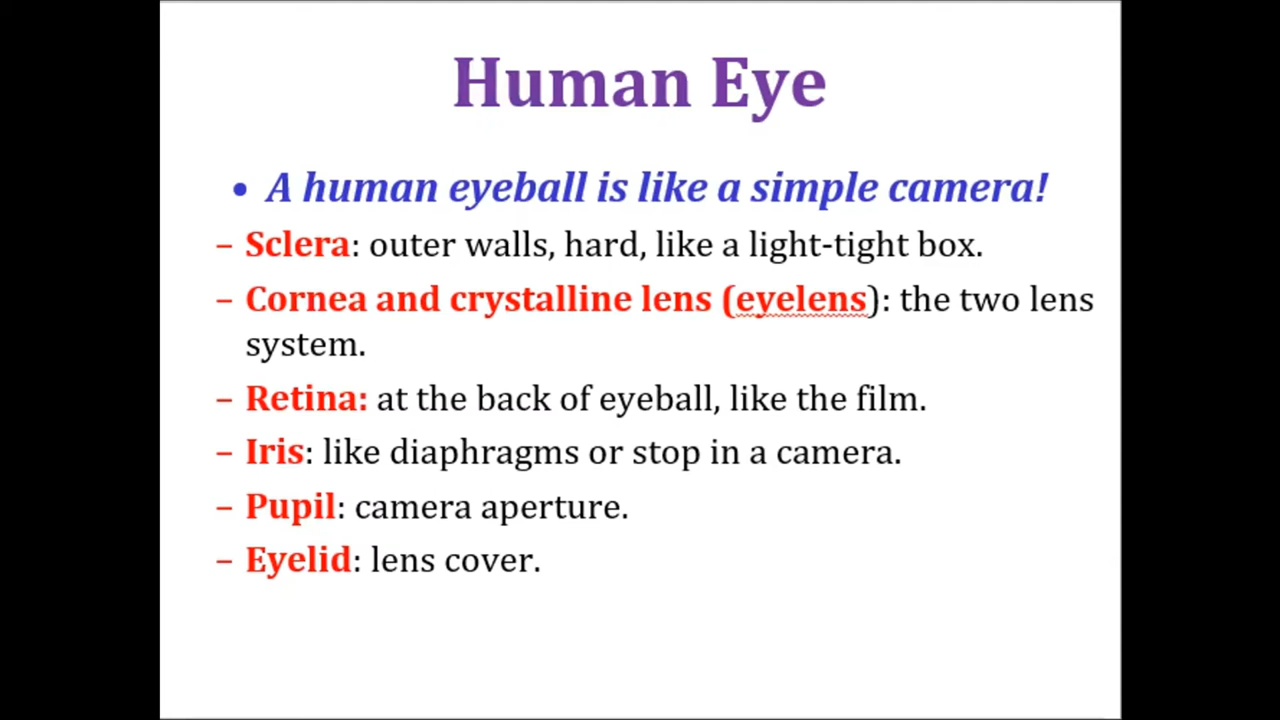 Human Eye
• A human eyeball is like a simple camera!
– Sclera: outer walls, hard, like a light-tight box.
– Cornea and crystalline lens (eyelens): the two lens
system.
– Retina: at the back of eyeball, like the film.
– Iris: like diaphragms or stop in a camera.
– Pupil: camera aperture.
– Eyelid: lens cover.